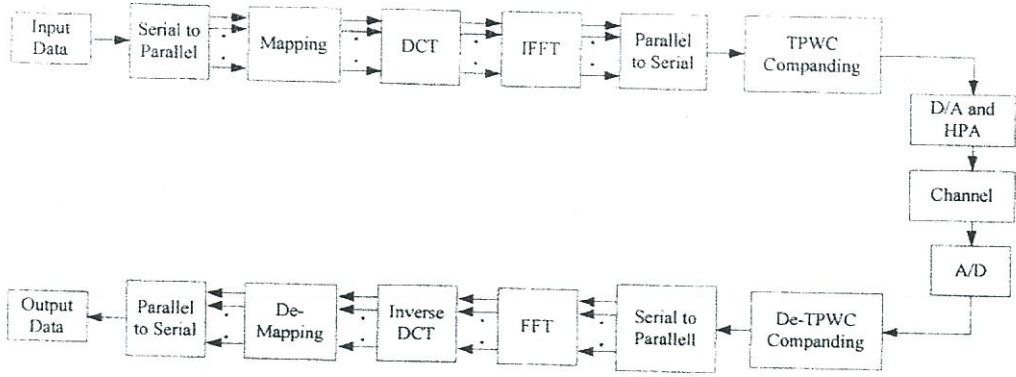 Input
Data
Serial to
Parallel
Mapping
DCT
IFFT
Parallel
to Serial
TPWC
Companding
D/A and
HPA
Channel
A/D
De-TPWC
Companding
Serial to
Parallell
FFT
Inverse
DCT
De-
Mapping
Parallel
to Serial
Output
Data